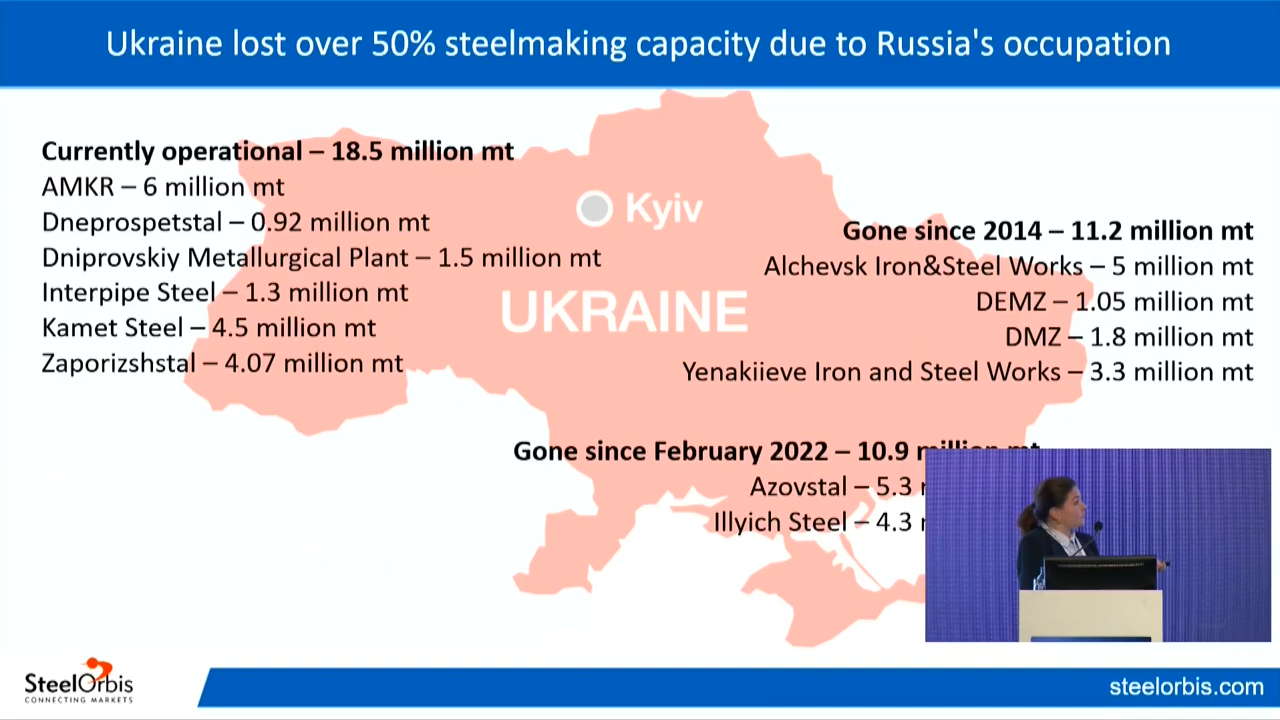 Ukraine lost over 50% steelmaking capacity due to Russia's occupation
Currently operational – 18.5 million mt
AMKR – 6 million mt
Dneprospetstal – 0.92 million mt
Dniprovskiy Metallurgical Plant – 1.5 million mt
Interpipe Steel – 1.3 million mt
Kamet Steel – 4.5 million mt
Zaporizshstal – 4.07 million mt
Kyiv
UKRAINE
Gone since 2014 – 11.2 million mt
Alchevsk Iron&Steel Works – 5 million mt
DEMZ – 1.05 million mt
DMZ – 1.8 million mt
Yenakiieve Iron and Steel Works – 3.3 million mt
Gone since February 2022 – 10.9 million mt
Azovstal – 5.3
Illyich Steel – 4.3
SteelOrbis
CONNECTING MARKETS
steelorbis.com